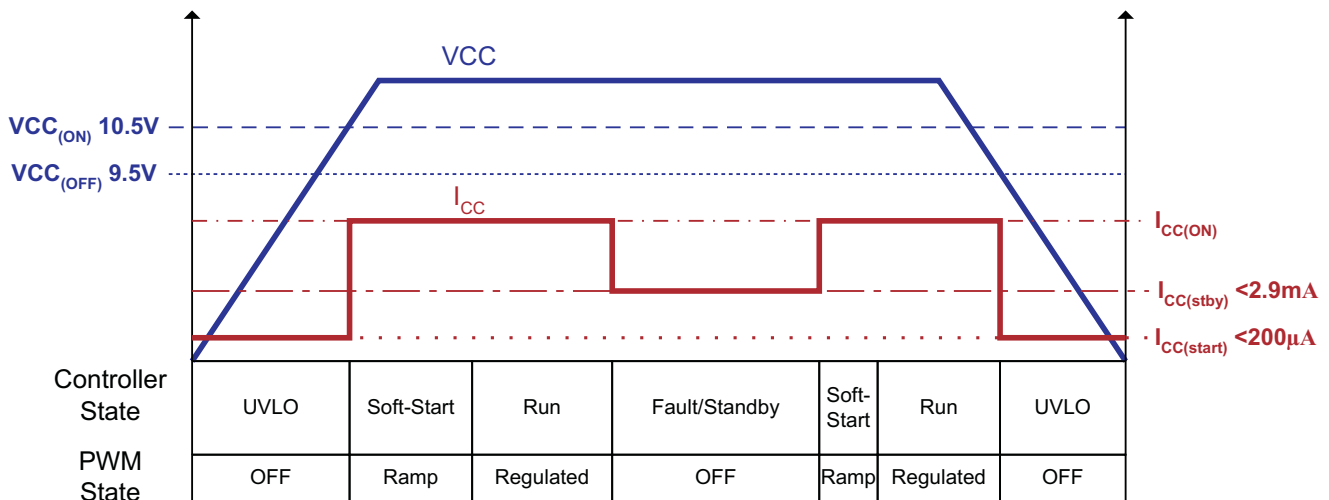 VCC
VCC(ON) 10.5V
VCC(OFF) 9.5V
ICC
ICC(ON)
ICC(stby) <2.9mA
ICC(start) <200µA
Controller
State
UVLO
Soft-Start
Run
Fault/Standby
Soft-
Start
Run
UVLO
PWM
State
OFF
Ramp
Regulated
OFF
Ramp
Regulated
OFF